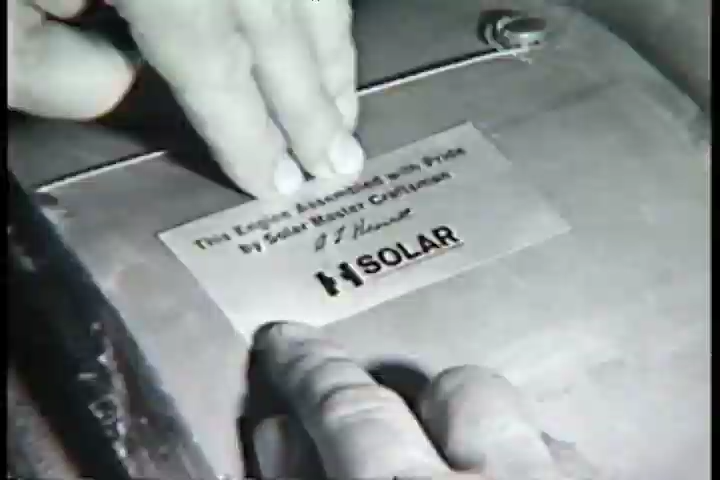 This Engine Assembled with Pride
by Solar Master Craftsman
SOLAR